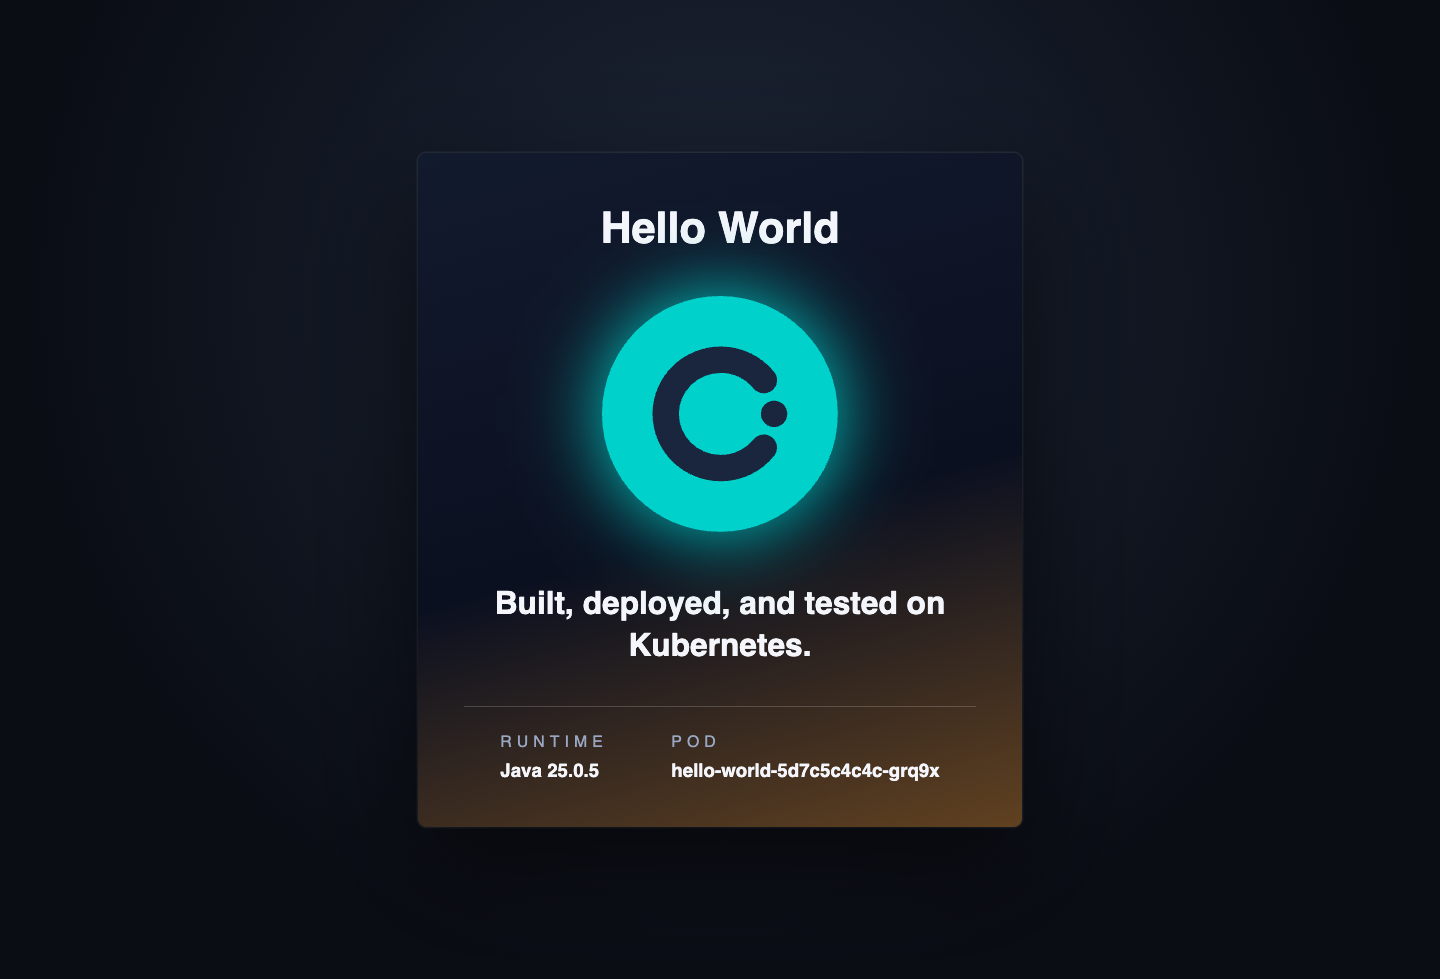 Hello World
Built, deployed, and tested on
Kubernetes.
RUNTIME
Java 25.0.5
POD
hello-world-5d7c5c4c4c-grq9x